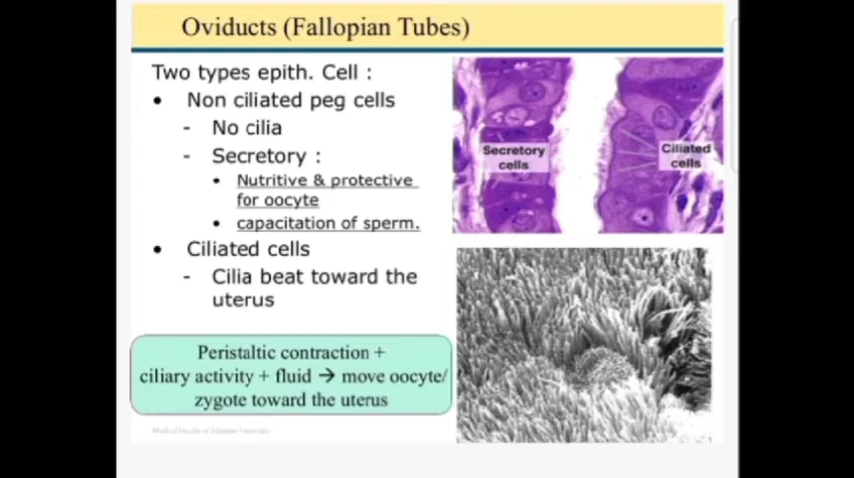 Oviducts (Fallopian Tubes)
Two types epith. Cell :
• Non ciliated peg cells
- No cilia
- Secretory :
• Nutritive & protective
for oocyte
• capacitation of sperm.
• Ciliated cells
- Cilia beat toward the
uterus
Secretory
cells
Ciliated
cells
Peristaltic contraction +
ciliary activity + fluid → move oocyte/
zygote toward the uterus